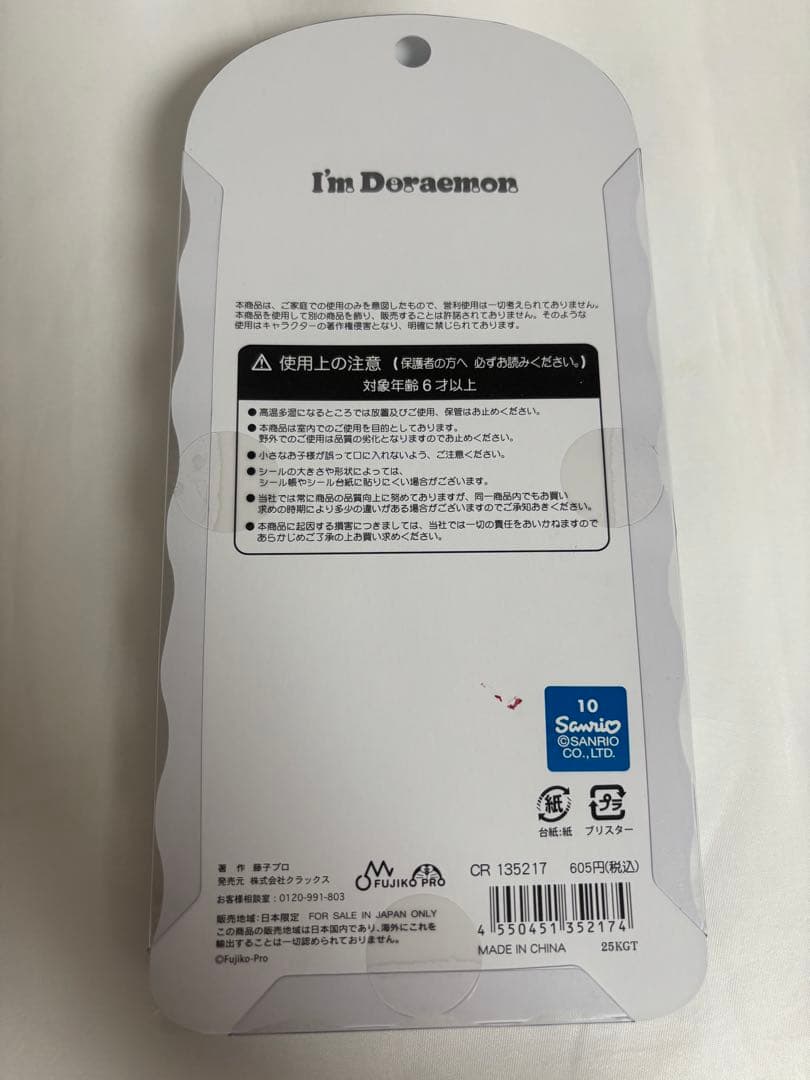 I'm Doraemon
本商品は、ご家庭での使用のみを意図したもので、営利使用は一切考えられておりません。
本商品を使用して別の商品を飾り、販売することは許諾されておりません。そのような
使用はキャラクターの著作権侵害となり、明確に禁じられております。
⚠ 使用上の注意 (保護者の方へ 必ずお読みください。)
対象年齢6才以上
●高温多湿になるところでは放置及びご使用、保管はお止めください。
●本商品は室内でのご使用を目的としております。
野外でのご使用は品質の劣化となりますのでお止めください。
●小さなお子様が誤って口に入れないよう、ご注意ください。
●シールの大きさや形状によっては、
シール帳やシール台紙に貼りにくい場合がございます。
●当社では常に商品の品質向上に努めておりますが、同一商品内でもお買い
求めの時期により多少の違いがある場合がございますのでご承知おきください。
●本商品に起因する損害につきましては、当社では一切の責任をおいかねますので
あらかじめご了承の上お買い求めください。
10
Sanrio
©SANRIO
CO.,LTD.
紙 プラ
台紙:紙 ブリスター
著 作 藤子プロ
発売元 株式会社クラックス
FUJIKO PRO
お客様相談室:0120-991-803
CR 135217 605円(税込)
販売地域:日本限定 FOR SALE IN JAPAN ONLY
この商品の販売地域は日本国内であり、海外にこれを
輸出することは一切認められておりません。
©Fujiko-Pro
4 550451 352174
MADE IN CHINA 25KGT